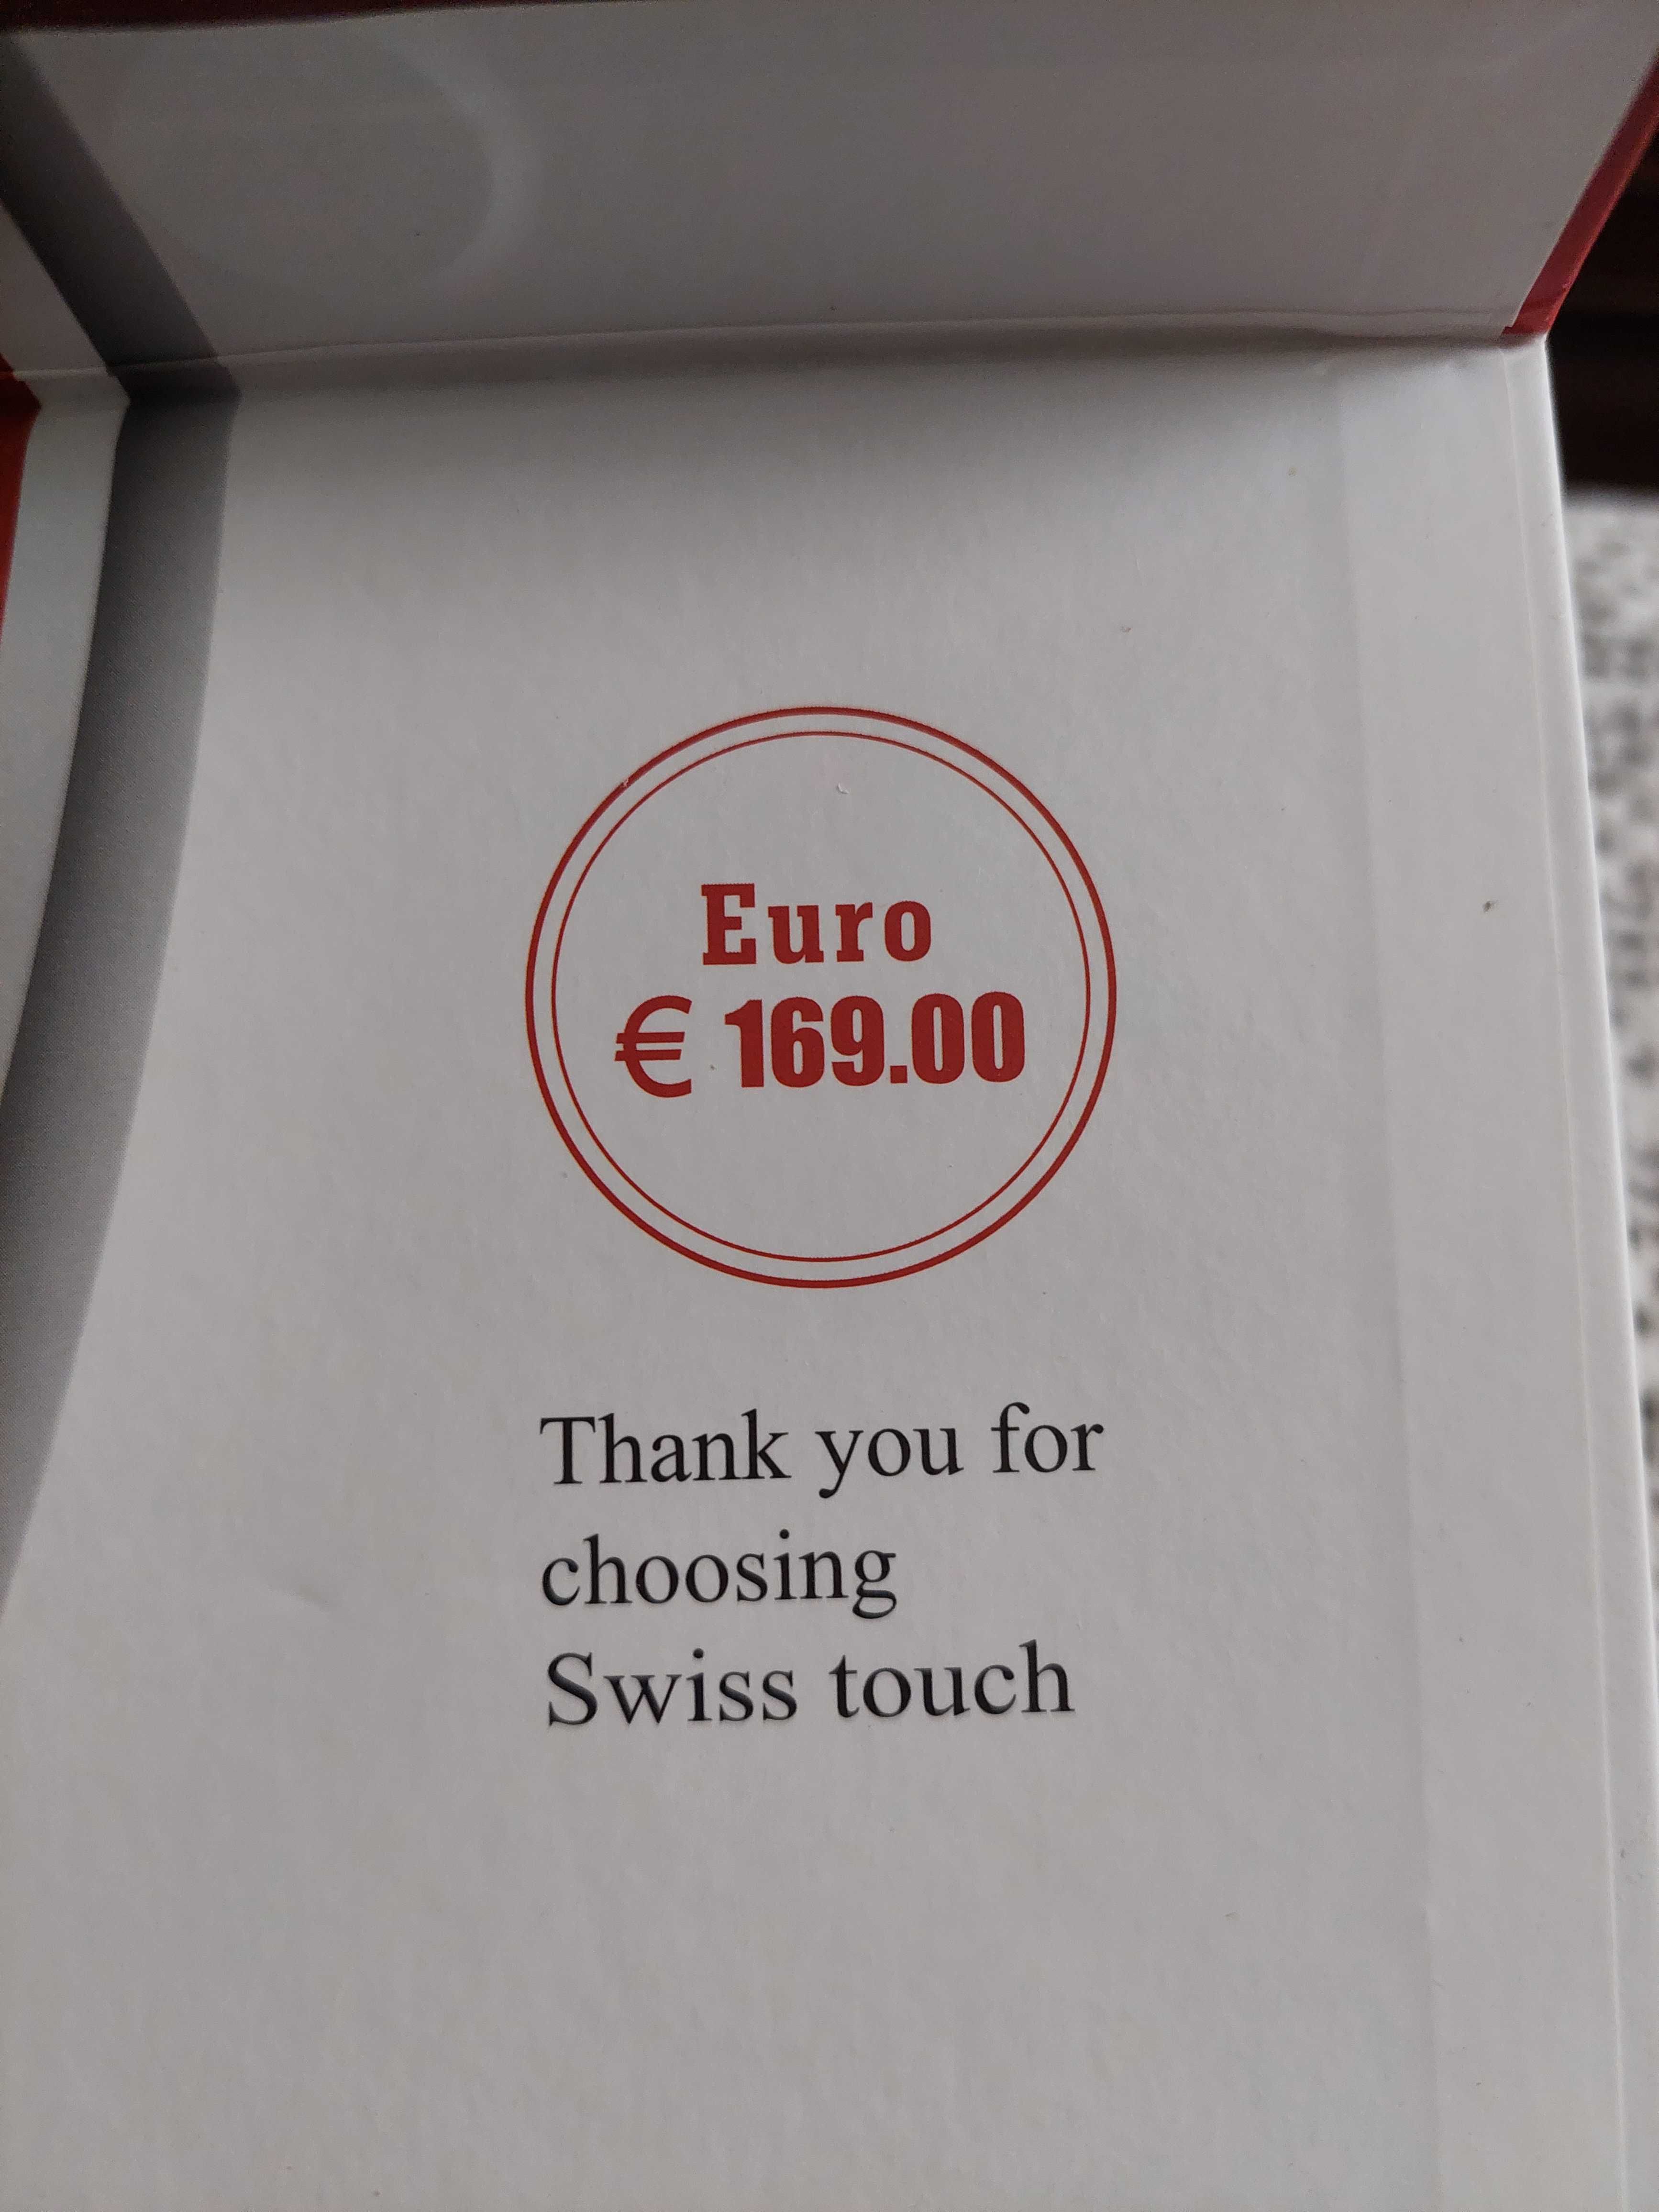 Euro
€ 169.00
Thank you for
choosing
Swiss touch